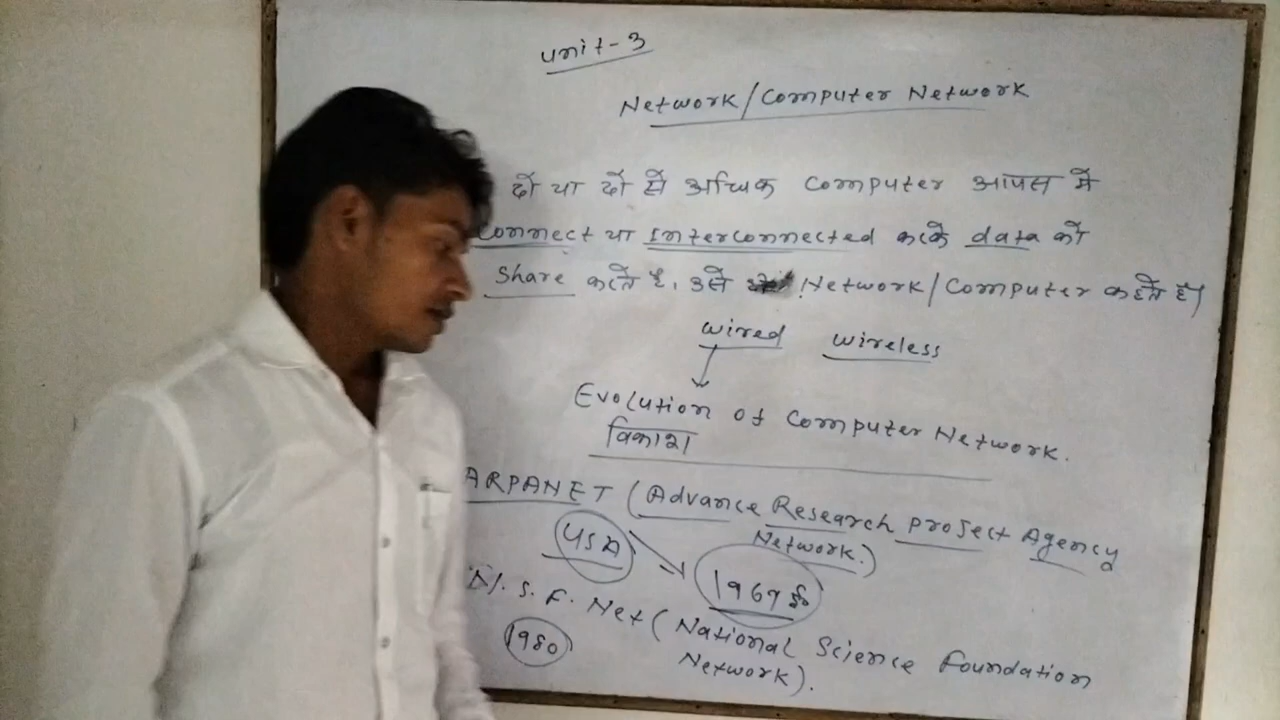 Unit-3
Network/Computer Network
दो या दो से अधिक Computer आपस में
Connect या Interconnected करके data को
Share करते है, उसे Network/Computer कहते है।
Wired Wireless
Evolution of Computer Network.
विकाश
ARPANET (Advance Research Project Agency
Network.)
USA
1969 ई०
N. S. F. Net (National Science Foundation
Network).
1980